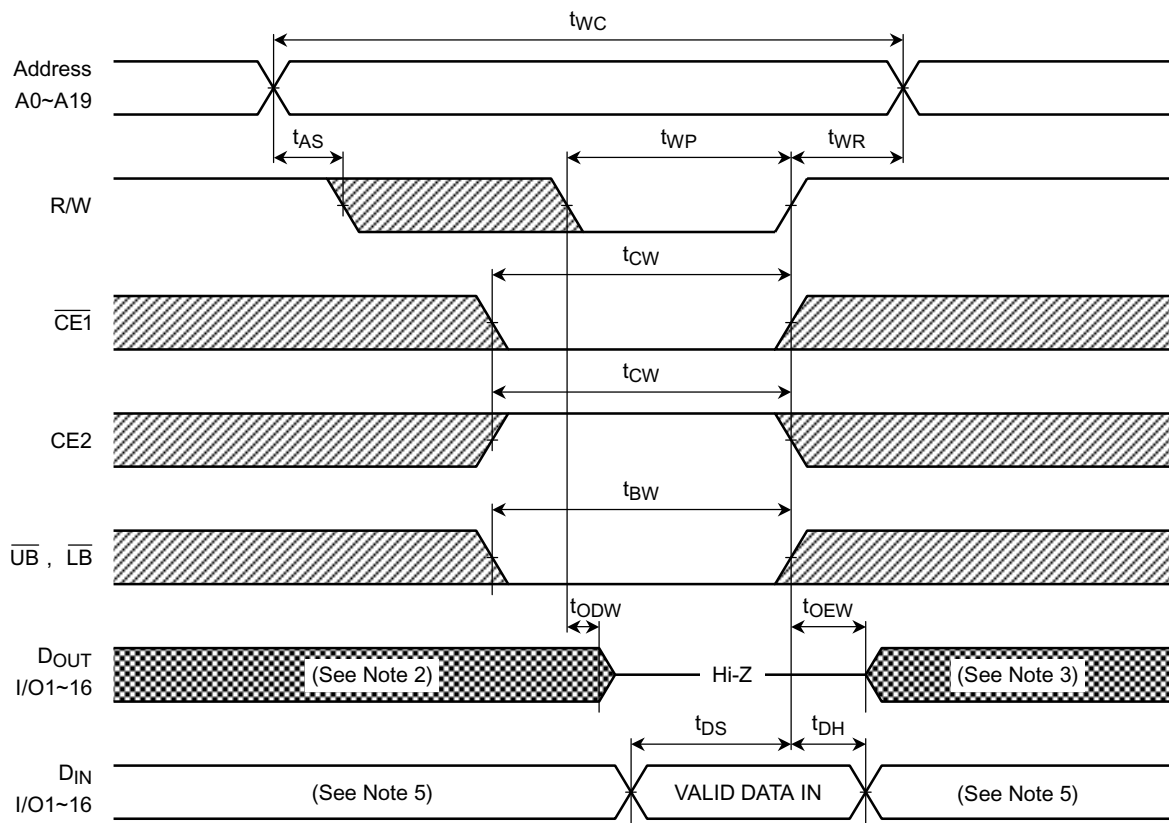 tWC
Address
A0~A19
tAS
tWP
tWR
R/W
tCW
CE1
tCW
CE2
tBW
UB , LB
tODW
tOEW
DOUT
I/O1~16
(See Note 2)
Hi-Z
(See Note 3)
tDS
tDH
DIN
I/O1~16
(See Note 5)
VALID DATA IN
(See Note 5)